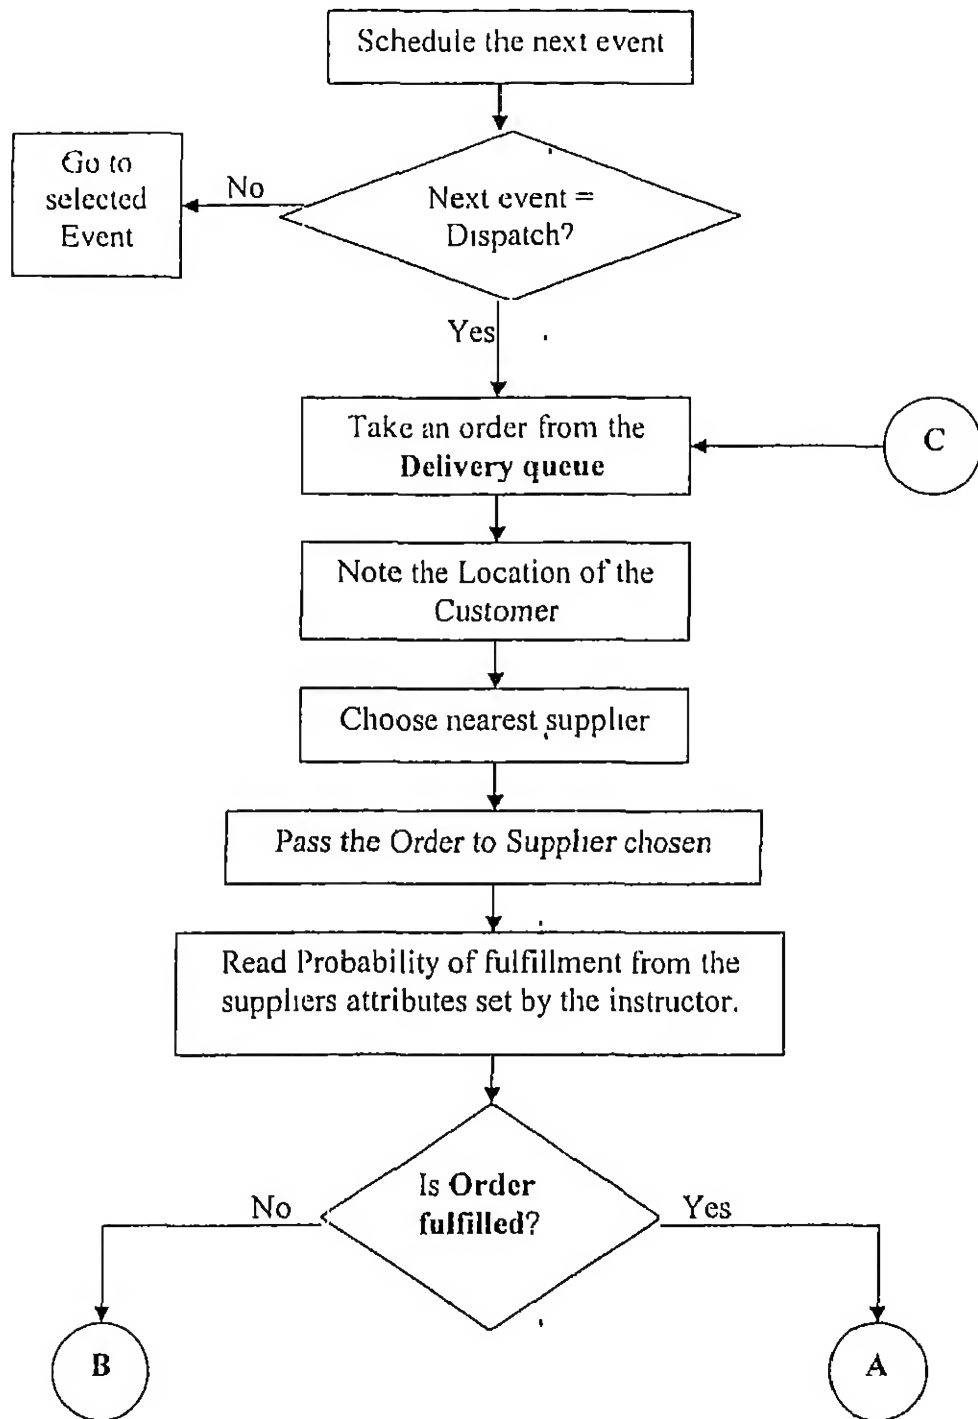 Schedule the next event
Go to
selected
Event
No
Next event =
Dispatch?
Yes
Take an order from the
Delivery queue
C
Note the Location of the
Customer
Choose nearest supplier
Pass the Order to Supplier chosen
Read Probability of fulfillment from the
suppliers attributes set by the instructor.
Is Order
fulfilled?
No
Yes
B
A